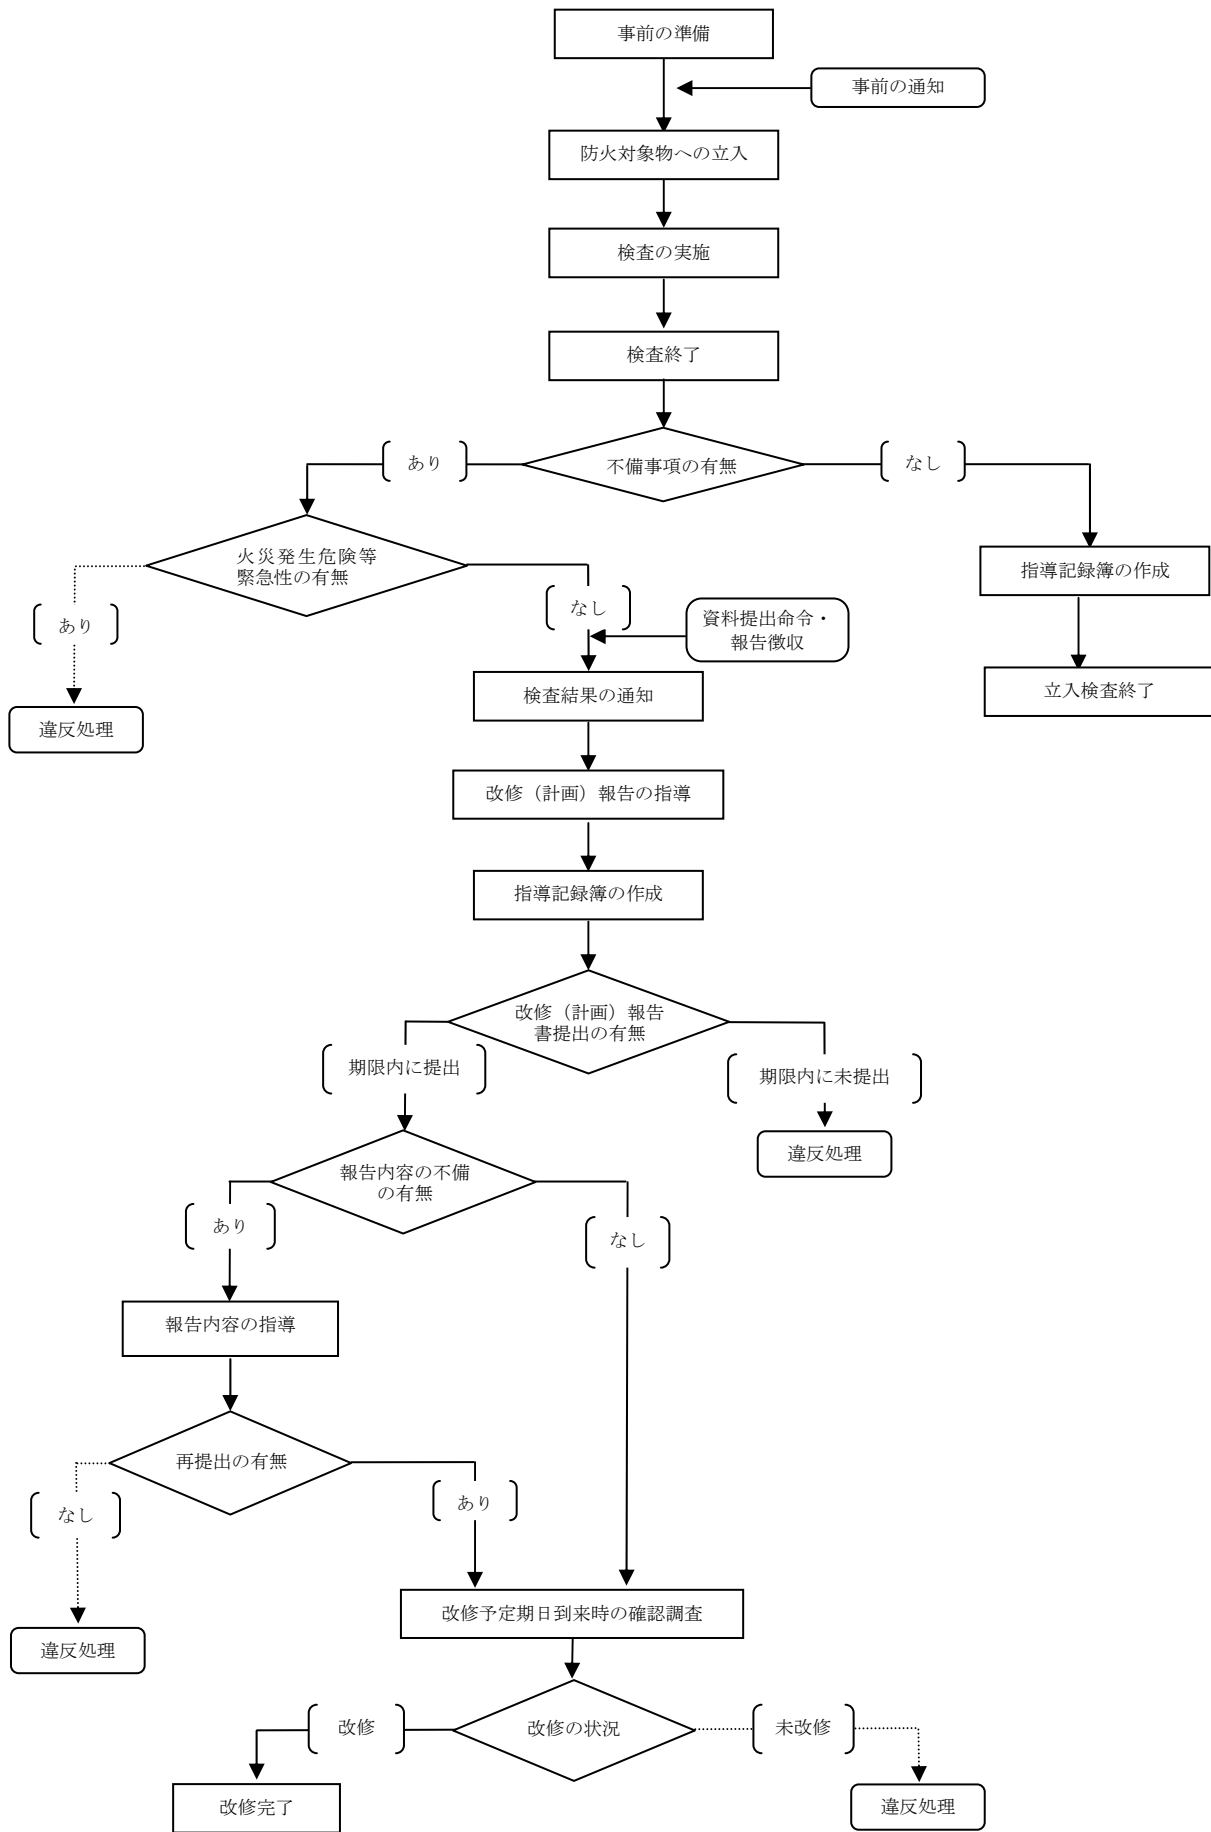 事前の準備
事前の通知
防火対象物への立入
検査の実施
検査終了
不備事項の有無
あり
なし
火災発生危険等
緊急性の有無
指導記録簿の作成
あり
なし
資料提出命令・
報告徴収
検査結果の通知
立入検査終了
違反処理
改修（計画）報告の指導
指導記録簿の作成
改修（計画）報告
書提出の有無
期限内に提出
期限内に未提出
違反処理
報告内容の不備
の有無
あり
なし
報告内容の指導
再提出の有無
なし
あり
改修予定期日到来時の確認調査
違反処理
改修の状況
改修
未改修
改修完了
違反処理